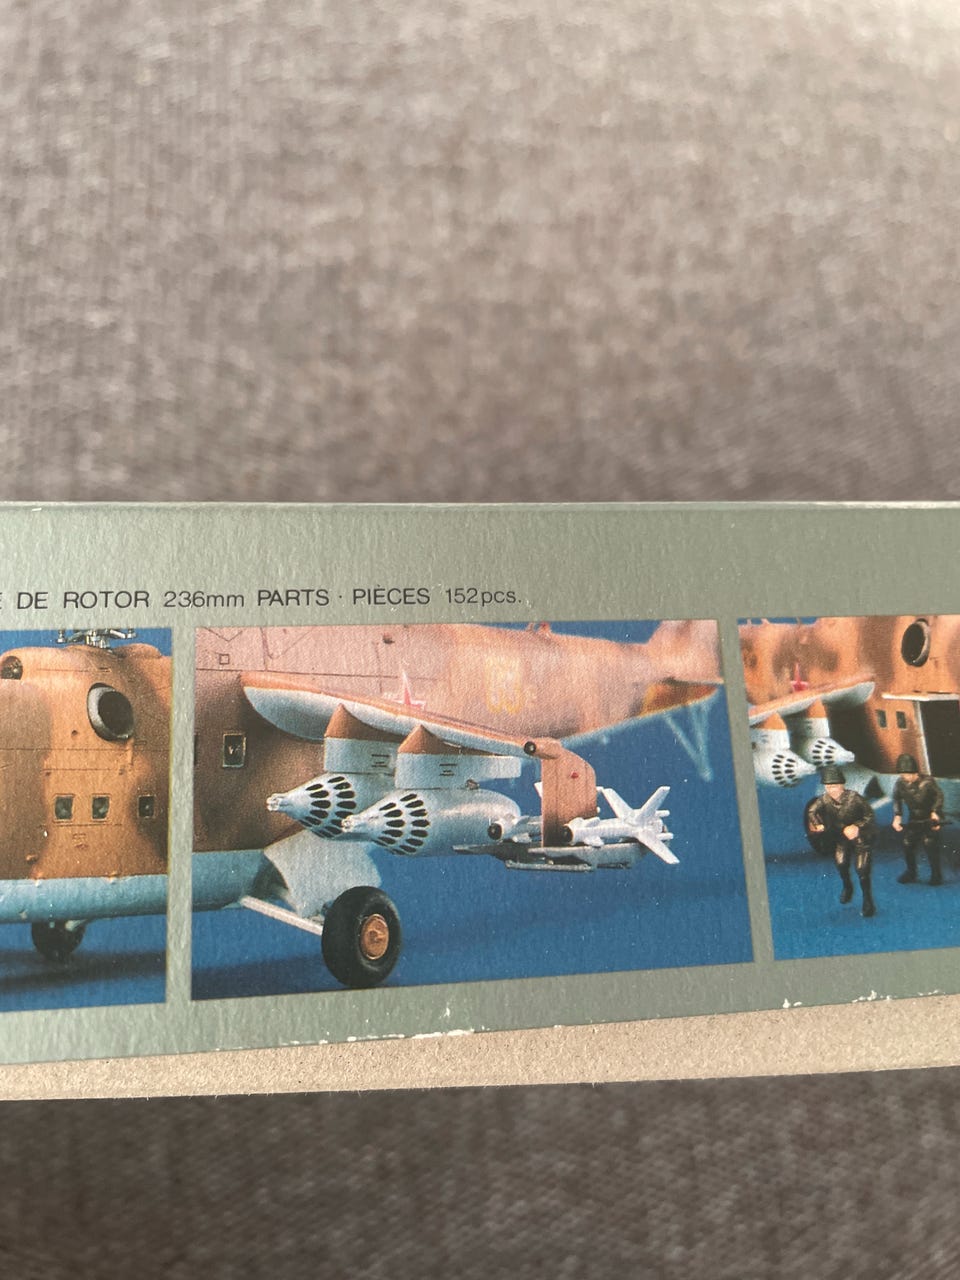 DE ROTOR 236mm PARTS · PIÈCES 152pcs.